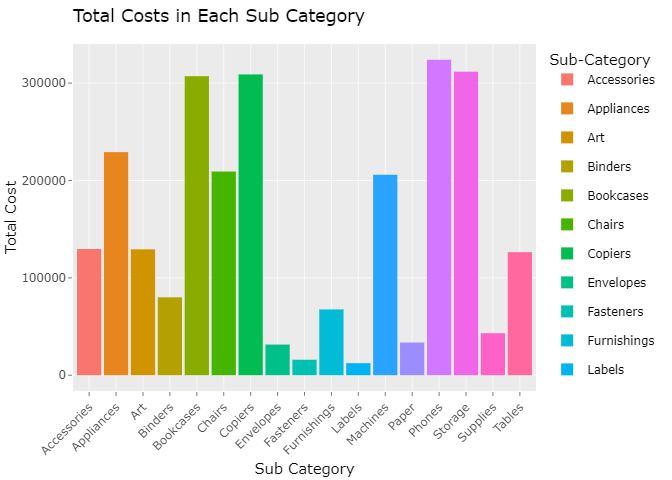 Total Costs in Each Sub Category
Total Cost
300000
200000
100000
0
Accessories
Appliances
Art
Binders
Bookcases
Chairs
Copiers
Envelopes
Fasteners
Furnishings
Labels
Machines
Paper
Phones
Storage
Supplies
Tables
Sub Category
Sub-Category
Accessories
Appliances
Art
Binders
Bookcases
Chairs
Copiers
Envelopes
Fasteners
Furnishings
Labels